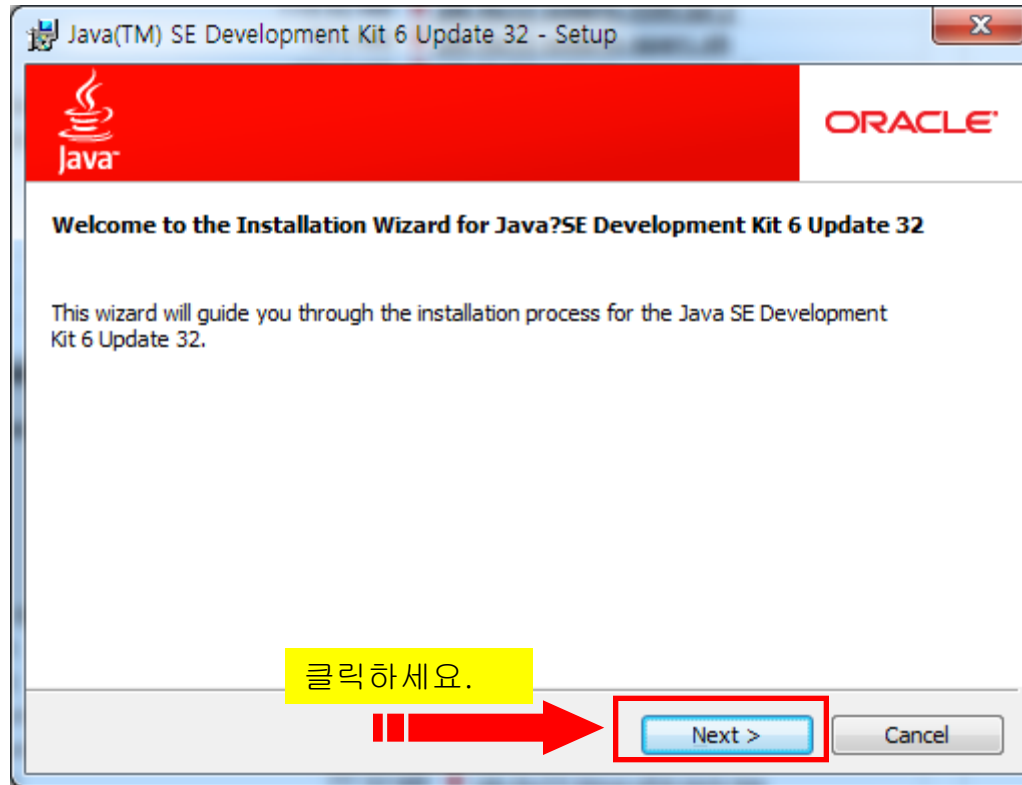 Java(TM) SE Development Kit 6 Update 32 - Setup
Java™
ORACLE®
Welcome to the Installation Wizard for Java?SE Development Kit 6 Update 32
This wizard will guide you through the installation process for the Java SE Development
Kit 6 Update 32.
클릭하세요.
Next >
Cancel